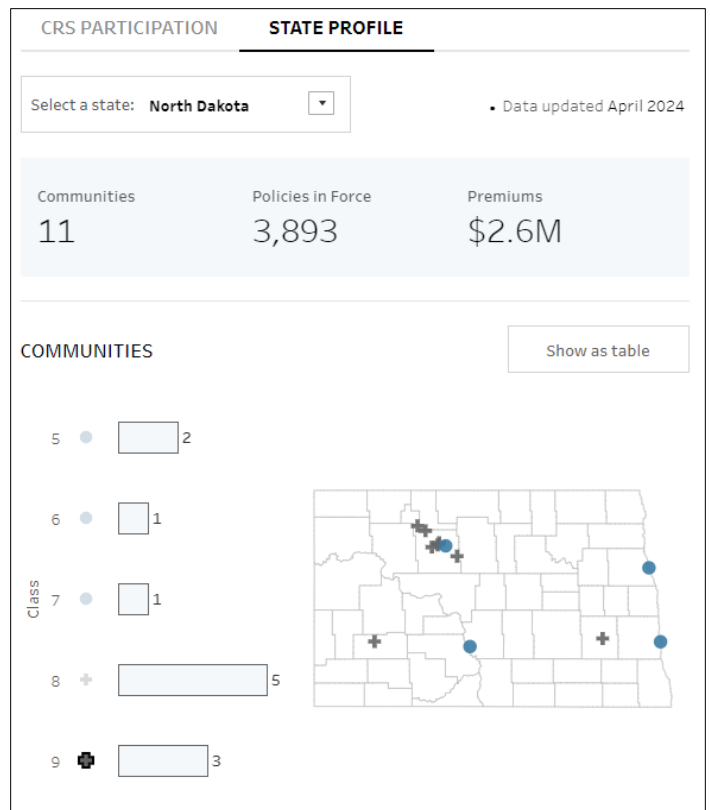 CRS PARTICIPATION STATE PROFILE
Select a state: North Dakota
• Data updated April 2024
Communities Policies in Force Premiums
11 3,893 $2.6M
COMMUNITIES
Show as table
Class
5 2
6 1
7 1
8 5
9 3